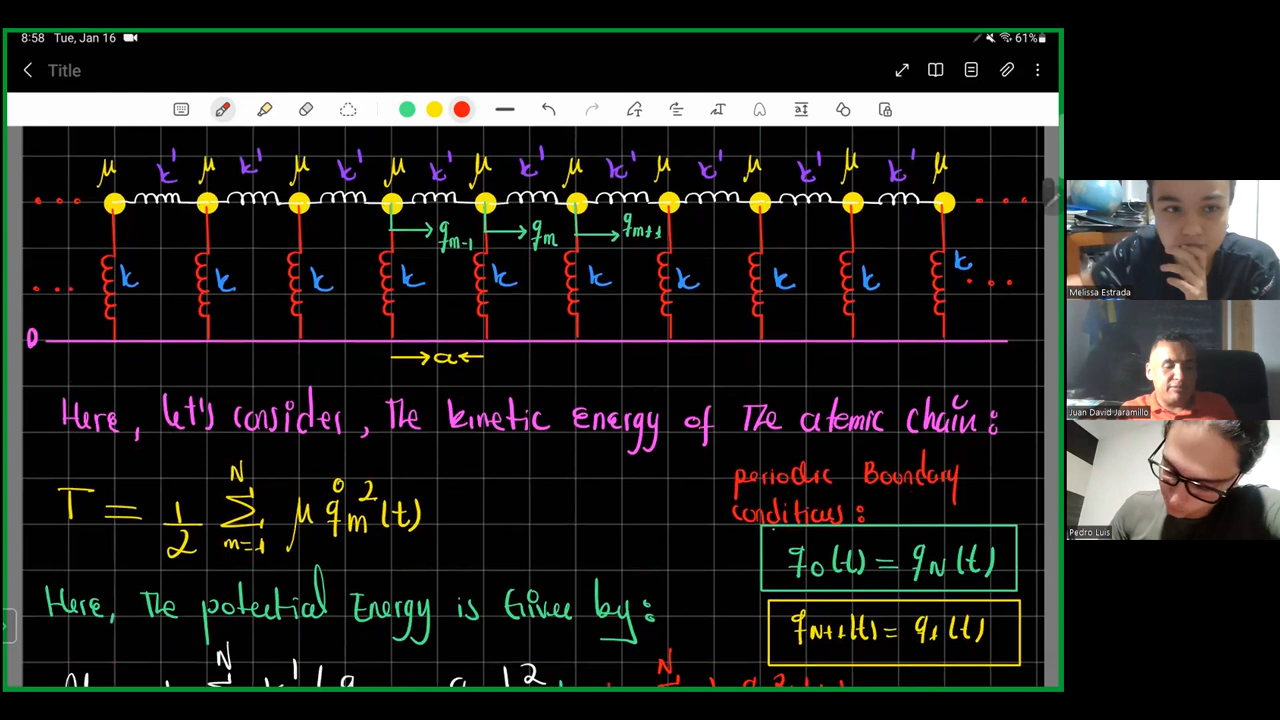 8:58 Tue, Jan 16 61%
Title
μ k' μ k' μ k' μ k' μ k' μ k' μ k' μ k' μ k' μ
q_{m-1} q_m q_{m+1}
k k k k k k k k k k
0
a
Here, let's consider, The kinetic energy of The atomic chain:
periodic Boundary
conditions:
T = 1/2 Σ_{m=1}^{N} μ q̇_m^2(t)
q_0(t) = q_N(t)
Here, The potential Energy is Given by:
q_{N+1}(t) = q_1(t)
Melissa Estrada
Juan David Jaramillo
Pedro Luis